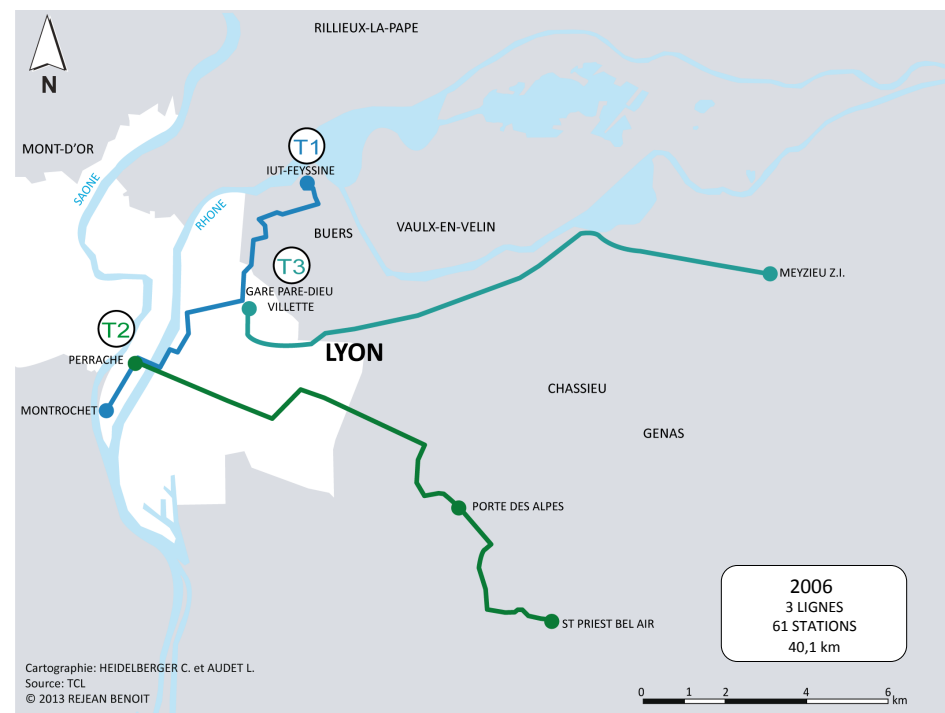 RILLIEUX-LA-PAPE
N
MONT-D'OR
T1
IUT-FEYSSINE
SAONE
RHONE
BUERS
VAULX-EN-VELIN
T3
GARE PARE-DIEU
VILLETTE
MEYZIEU Z.I.
T2
PERRACHE
LYON
MONTROCHET
CHASSIEU
GENAS
PORTE DES ALPES
ST PRIEST BEL AIR
2006
3 LIGNES
61 STATIONS
40,1 km
Cartographie: HEIDELBERGER C. et AUDET L.
Source: TCL
© 2013 REJEAN BENOIT
0 1 2 4 6
km